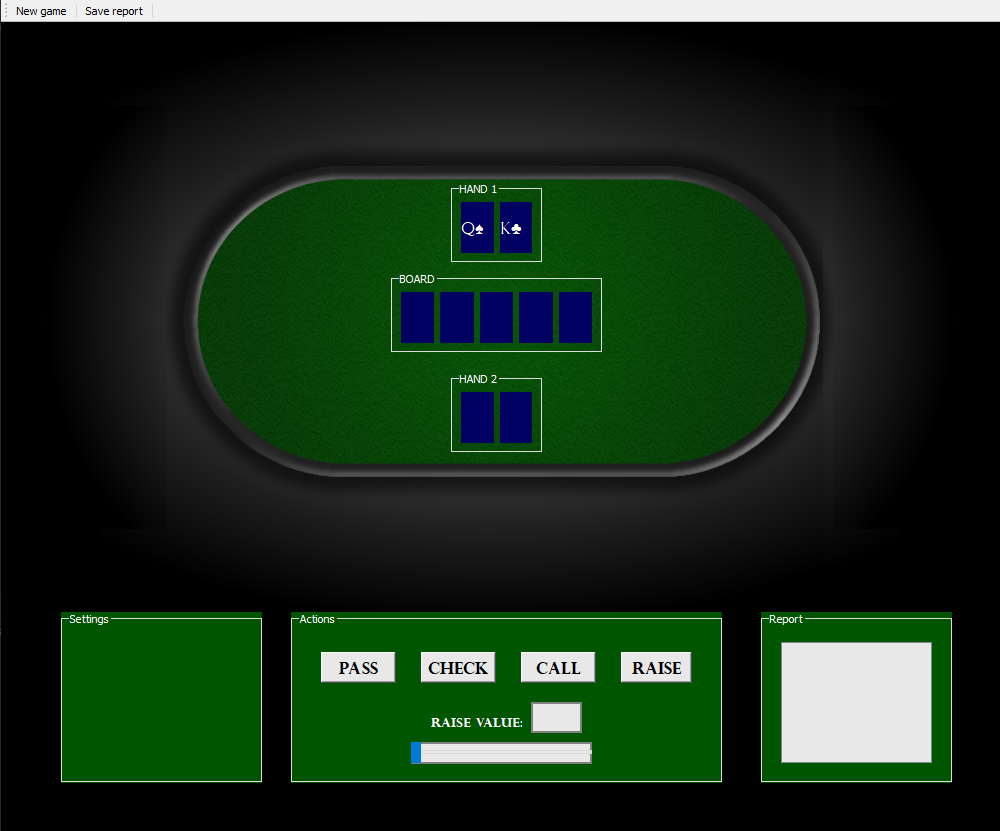 New game
Save report
HAND 1
Q♠ K♣
BOARD
HAND 2
Settings
Actions
PASS CHECK CALL RAISE
RAISE VALUE:
Report